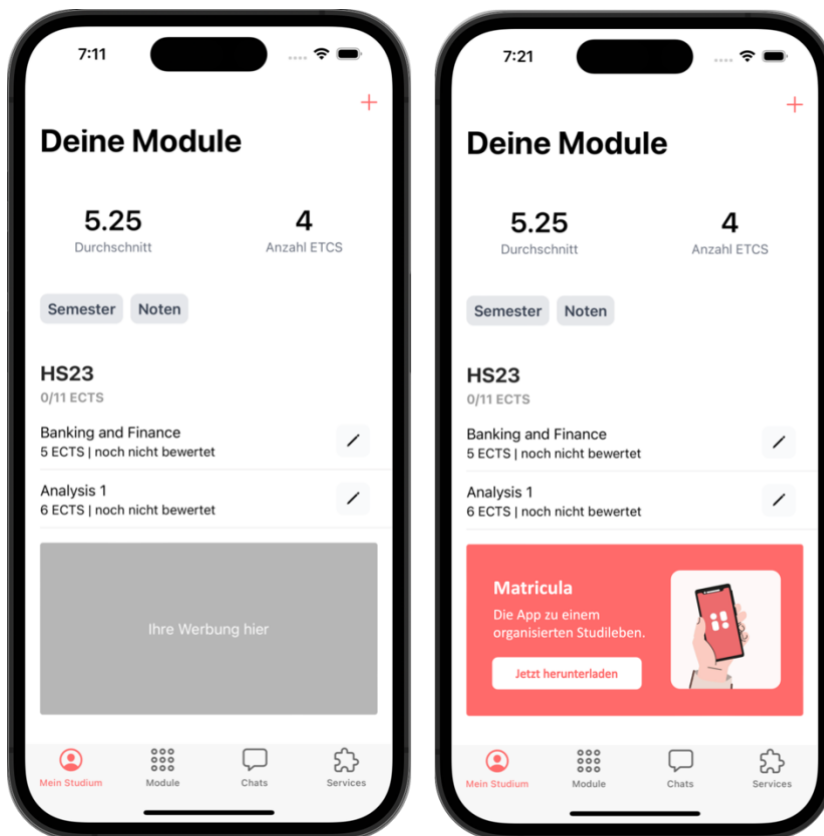 7:11
Deine Module
5.25 4
Durchschnitt Anzahl ETCS
Semester Noten
HS23
0/11 ECTS
Banking and Finance
5 ECTS | noch nicht bewertet
Analysis 1
6 ECTS | noch nicht bewertet
Ihre Werbung hier
Mein Studium Module Chats Services
7:21
Deine Module
5.25 4
Durchschnitt Anzahl ETCS
Semester Noten
HS23
0/11 ECTS
Banking and Finance
5 ECTS | noch nicht bewertet
Analysis 1
6 ECTS | noch nicht bewertet
Matricula
Die App zu einem
organisierten Studileben.
Jetzt herunterladen
Mein Studium Module Chats Services